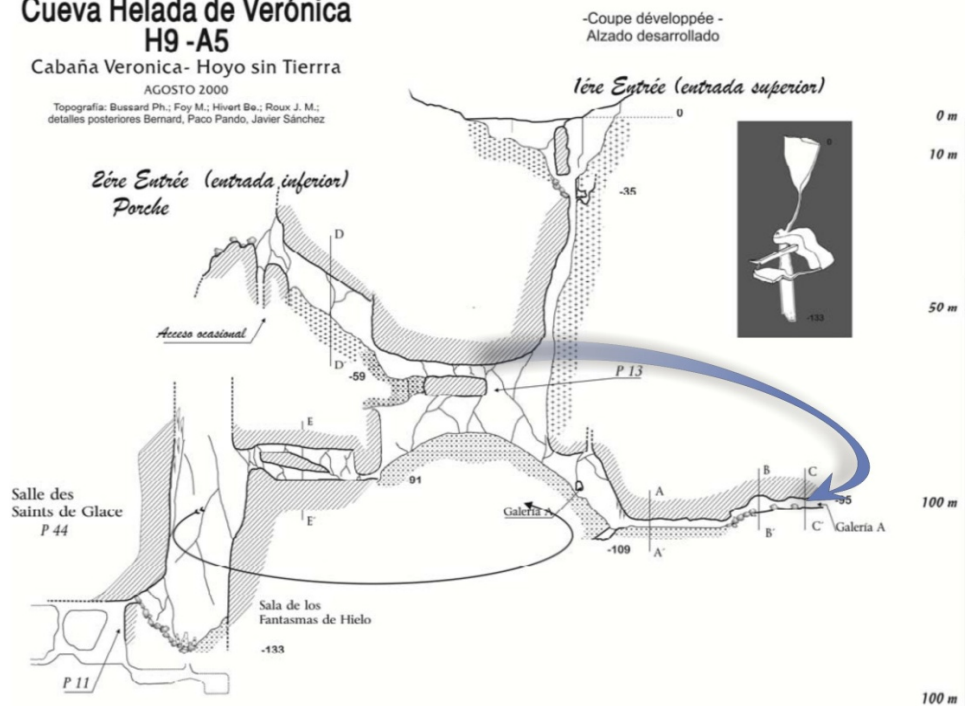 Cueva Helada de Verónica
H9 -A5
Cabaña Veronica- Hoyo sin Tierrra
AGOSTO 2000
Topografía: Bussard Ph.; Foy M.; Hivert Be.; Roux J. M.;
detalles posteriores Bernard, Paco Pando, Javier Sánchez
-Coupe développée -
Alzado desarrollado
1ére Entrée (entrada superior)
0
0 m
10 m
-35
0
-133
2ére Entrée (entrada inferior)
Porche
D
50 m
Acceso ocasional
D´
-59
P 13
E
91
B
C
Salle des
Saints de Glace
P 44
A
-95
100 m
E´
Galería A
B´
C´
Galería A
-109
A´
Sala de los
Fantasmas de Hielo
-133
P 11
100 m